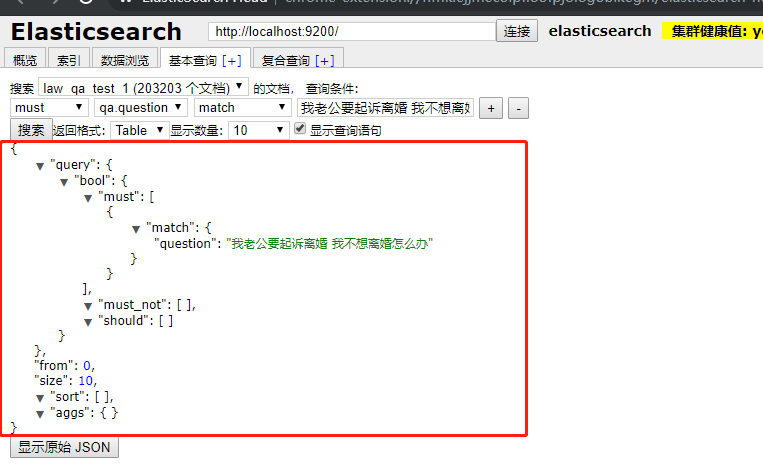 Elasticsearch http://localhost:9200/ 连接 elasticsearch 集群健康值: y
概览 索引 数据浏览 基本查询 [+] 复合查询 [+]
搜索 law_qa_test_1 (203203 个文档) 的文档， 查询条件:
must qa.question match 我老公要起诉离婚 我不想离婚 + -
搜索 返回格式: Table 显示数量: 10 显示查询语句
{
"query": {
"bool": {
"must": [
{
"match": {
"question": "我老公要起诉离婚 我不想离婚怎么办"
}
}
],
"must_not": [ ],
"should": [ ]
}
},
"from": 0,
"size": 10,
"sort": [ ],
"aggs": { }
}
显示原始 JSON